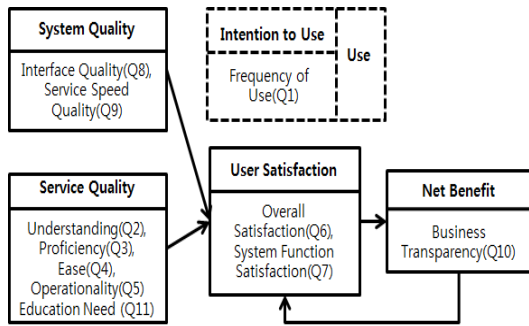 System Quality
Interface Quality(Q8),
Service Speed
Quality(Q9)
Intention to Use
Frequency of
Use(Q1)
Use
Service Quality
Understanding(Q2),
Proficiency(Q3),
Ease(Q4),
Operationality(Q5)
Education Need (Q11)
User Satisfaction
Overall
Satisfaction(Q6),
System Function
Satisfaction(Q7)
Net Benefit
Business
Transparency(Q10)